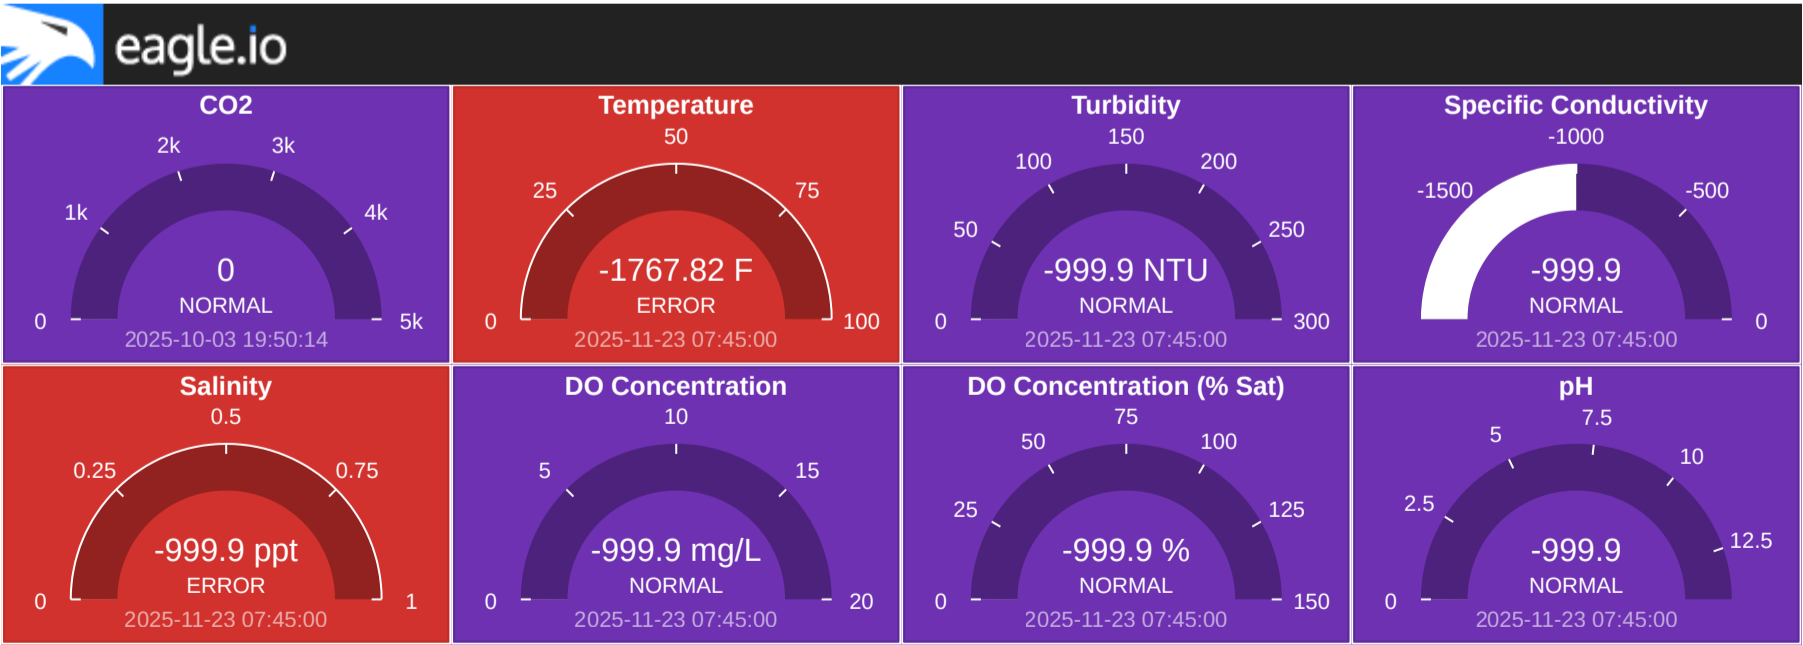 eagle.io
CO2
2k 3k
1k 4k
0
NORMAL
0 5k
2025-10-03 19:50:14
Temperature
50
25 75
-1767.82 F
ERROR
0 100
2025-11-23 07:45:00
Turbidity
150
100 200
50 250
-999.9 NTU
NORMAL
0 300
2025-11-23 07:45:00
Specific Conductivity
-1000
-1500 -500
-999.9
NORMAL
0
2025-11-23 07:45:00
Salinity
0.5
0.25 0.75
-999.9 ppt
ERROR
0 1
2025-11-23 07:45:00
DO Concentration
10
5 15
-999.9 mg/L
NORMAL
0 20
2025-11-23 07:45:00
DO Concentration (% Sat)
75
50 100
25 125
-999.9 %
NORMAL
0 150
2025-11-23 07:45:00
pH
7.5
5 10
2.5 12.5
-999.9
NORMAL
0
2025-11-23 07:45:00